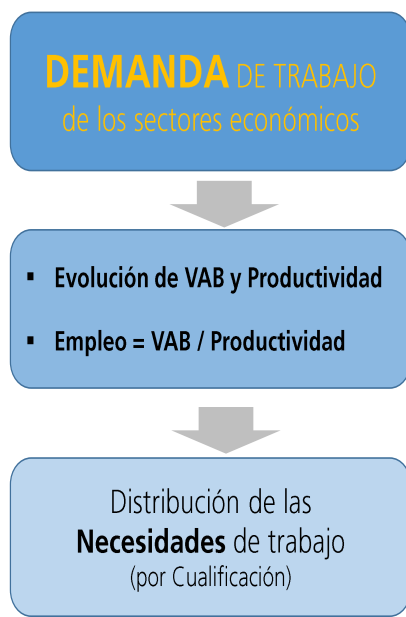 DEMANDA DE TRABAJO
de los sectores económicos
▪ Evolución de VAB y Productividad
▪ Empleo = VAB / Productividad
Distribución de las
Necesidades de trabajo
(por Cualificación)